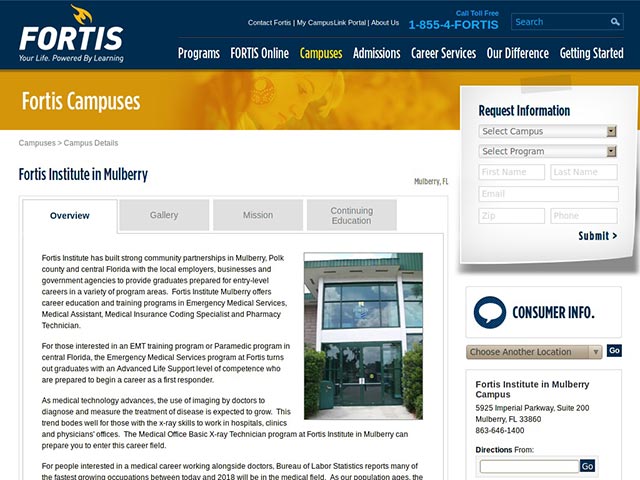 FORTIS
Your Life. Powered By Learning
Contact Fortis | My CampusLink Portal | About Us
Call Toll Free
1-855-4-FORTIS
Search
Programs FORTIS Online Campuses Admissions Career Services Our Difference Getting Started
Fortis Campuses
Campuses > Campus Details
Fortis Institute in Mulberry
Mulberry, FL
Overview Gallery Mission Continuing
Education
Fortis Institute has built strong community partnerships in Mulberry, Polk
county and central Florida with the local employers, businesses and
government agencies to provide graduates prepared for entry-level
careers in a variety of program areas. Fortis Institute Mulberry offers
career education and training programs in Emergency Medical Services,
Medical Assistant, Medical Insurance Coding Specialist and Pharmacy
Technician.
For those interested in an EMT training program or Paramedic program in
central Florida, the Emergency Medical Services program at Fortis turns
out graduates with an Advanced Life Support level of competence who
are prepared to begin a career as a first responder.
As medical technology advances, the use of imaging by doctors to
diagnose and measure the treatment of disease is expected to grow. This
trend bodes well for those with the x-ray skills to work in hospitals, clinics
and physicians' offices. The Medical Office Basic X-ray Technician program at Fortis Institute in Mulberry can
prepare you to enter this career field.
For people interested in a medical career working alongside doctors, Bureau of Labor Statistics reports many of
the fastest growing occupations between today and 2018 will be in the medical field. As our population ages, the
Request Information
Select Campus
Select Program
First Name Last Name
Email
Zip Phone
Submit >
CONSUMER INFO.
Choose Another Location Go
Fortis Institute in Mulberry
Campus
5925 Imperial Parkway, Suite 200
Mulberry, FL 33860
863-646-1400
Directions From:
Go